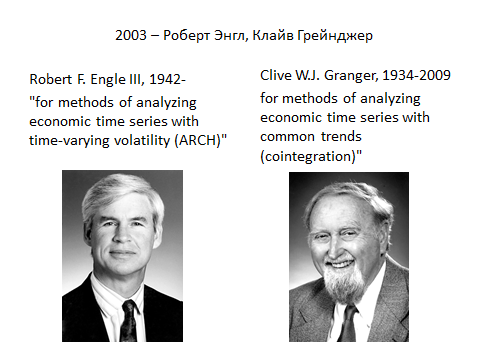 2003 – Роберт Энгл, Клайв Грейнджер
Robert F. Engle III, 1942-
"for methods of analyzing
economic time series with
time-varying volatility (ARCH)"
Clive W.J. Granger, 1934-2009
for methods of analyzing
economic time series with
common trends
(cointegration)"